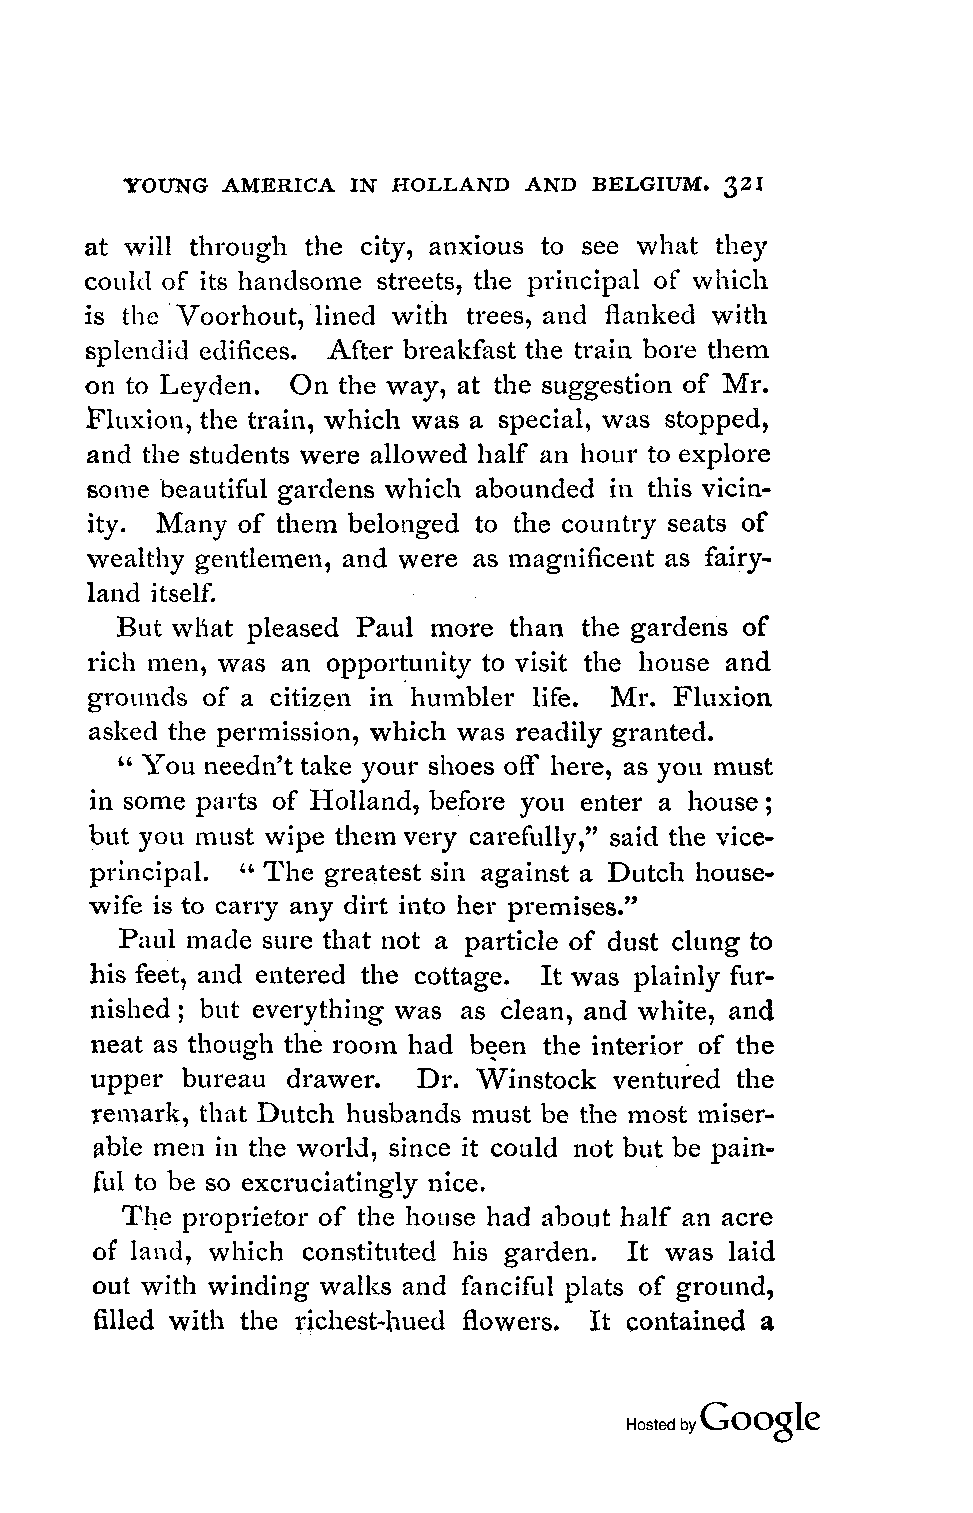 YOUNG AMERICA IN HOLLAND AND BELGIUM. 321
at will through the city, anxious to see what they
could of its handsome streets, the principal of which
is the Voorhout, lined with trees, and flanked with
splendid edifices. After breakfast the train bore them
on to Leyden. On the way, at the suggestion of Mr.
Fluxion, the train, which was a special, was stopped,
and the students were allowed half an hour to explore
some beautiful gardens which abounded in this vicin-
ity. Many of them belonged to the country seats of
wealthy gentlemen, and were as magnificent as fairy-
land itself.
But what pleased Paul more than the gardens of
rich men, was an opportunity to visit the house and
grounds of a citizen in humbler life. Mr. Fluxion
asked the permission, which was readily granted.
“ You needn’t take your shoes off here, as you must
in some parts of Holland, before you enter a house ;
but you must wipe them very carefully,” said the vice-
principal. “ The greatest sin against a Dutch house-
wife is to carry any dirt into her premises.”
Paul made sure that not a particle of dust clung to
his feet, and entered the cottage. It was plainly fur-
nished ; but everything was as clean, and white, and
neat as though the room had been the interior of the
upper bureau drawer. Dr. Winstock ventured the
remark, that Dutch husbands must be the most miser-
able men in the world, since it could not but be pain-
ful to be so excruciatingly nice.
The proprietor of the house had about half an acre
of land, which constituted his garden. It was laid
out with winding walks and fanciful plats of ground,
filled with the richest-hued flowers. It contained a
Hosted by Google